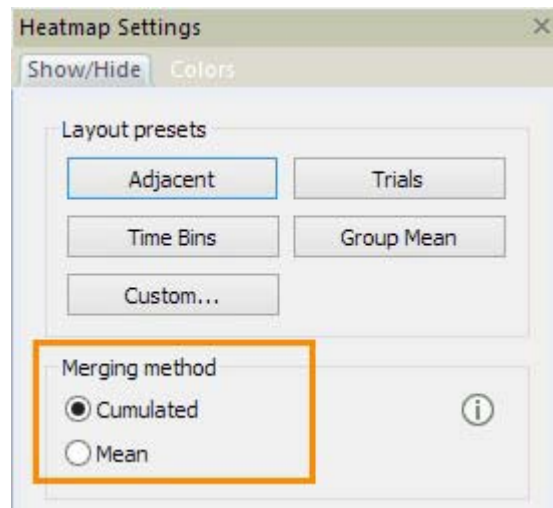 Heatmap Settings
Show/Hide Colors
Layout presets
Adjacent Trials
Time Bins Group Mean
Custom...
Merging method
Cumulated
Mean